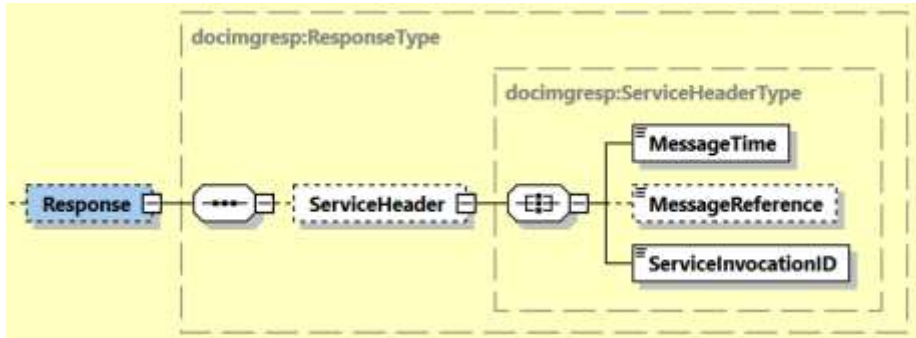 docimgresp:ResponseType
docimgresp:ServiceHeaderType
MessageTime
Response
ServiceHeader
MessageReference
ServiceInvocationID